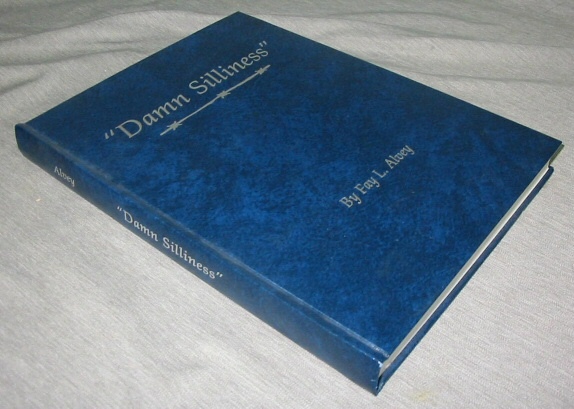 "Damn Silliness"
By Fay L. Alvey
Alvey
"Damn Silliness"